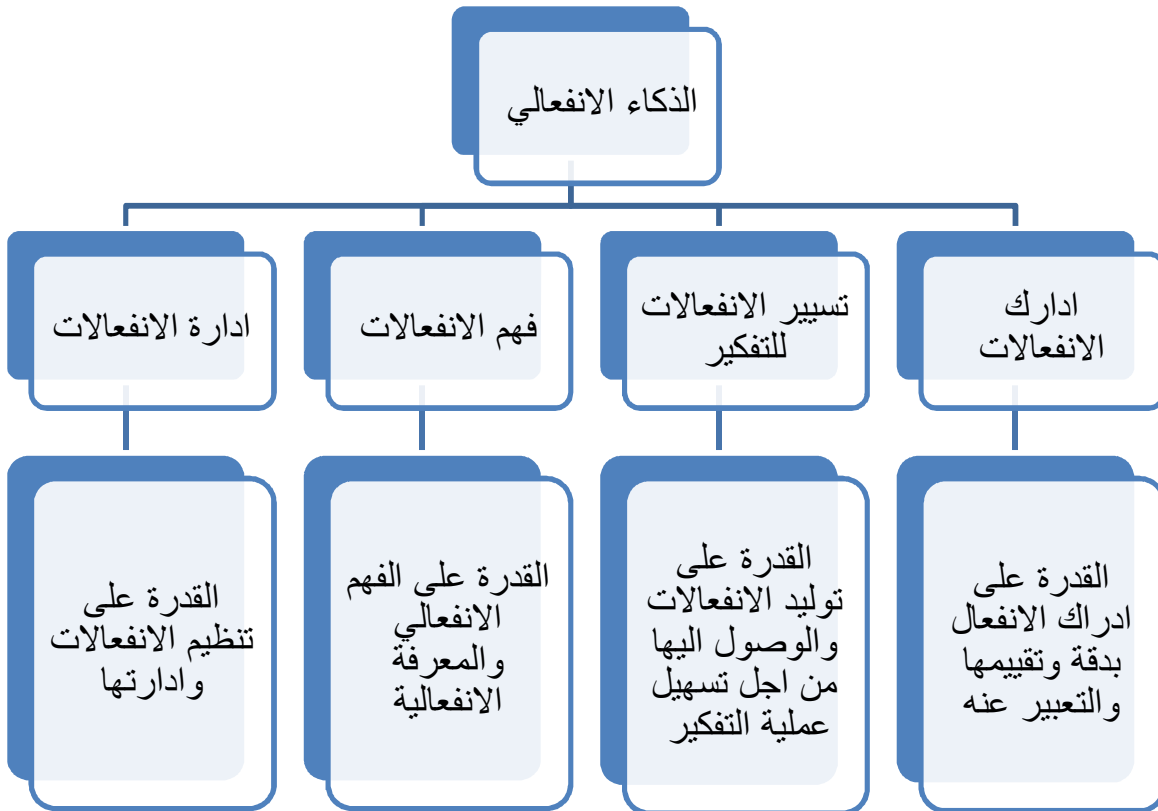 الذكاء الانفعالي
ادارك
الانفعالات
تسيير الانفعالات
للتفكير
فهم الانفعالات
ادارة الانفعالات
القدرة على
ادراك الانفعال
بدقة وتقييمها
والتعبير عنه
القدرة على
توليد الانفعالات
والوصول اليها
من اجل تسهيل
عملية التفكير
القدرة على الفهم
الانفعالي
والمعرفة
الانفعالية
القدرة على
تنظيم الانفعالات
وادارتها